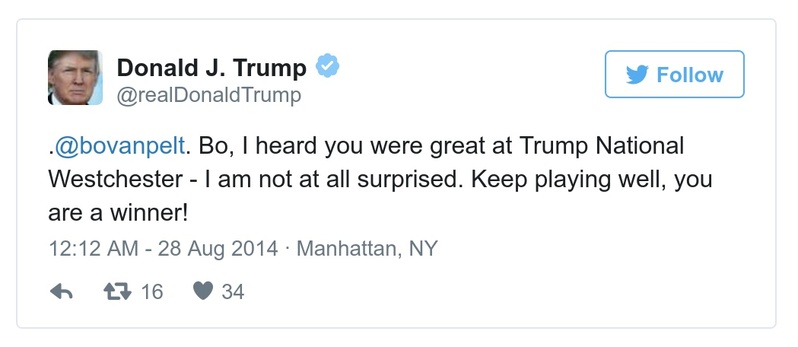 Donald J. Trump
@realDonaldTrump
Follow
.@bovanpelt. Bo, I heard you were great at Trump National
Westchester - I am not at all surprised. Keep playing well, you
are a winner!
12:12 AM - 28 Aug 2014 · Manhattan, NY
16 34